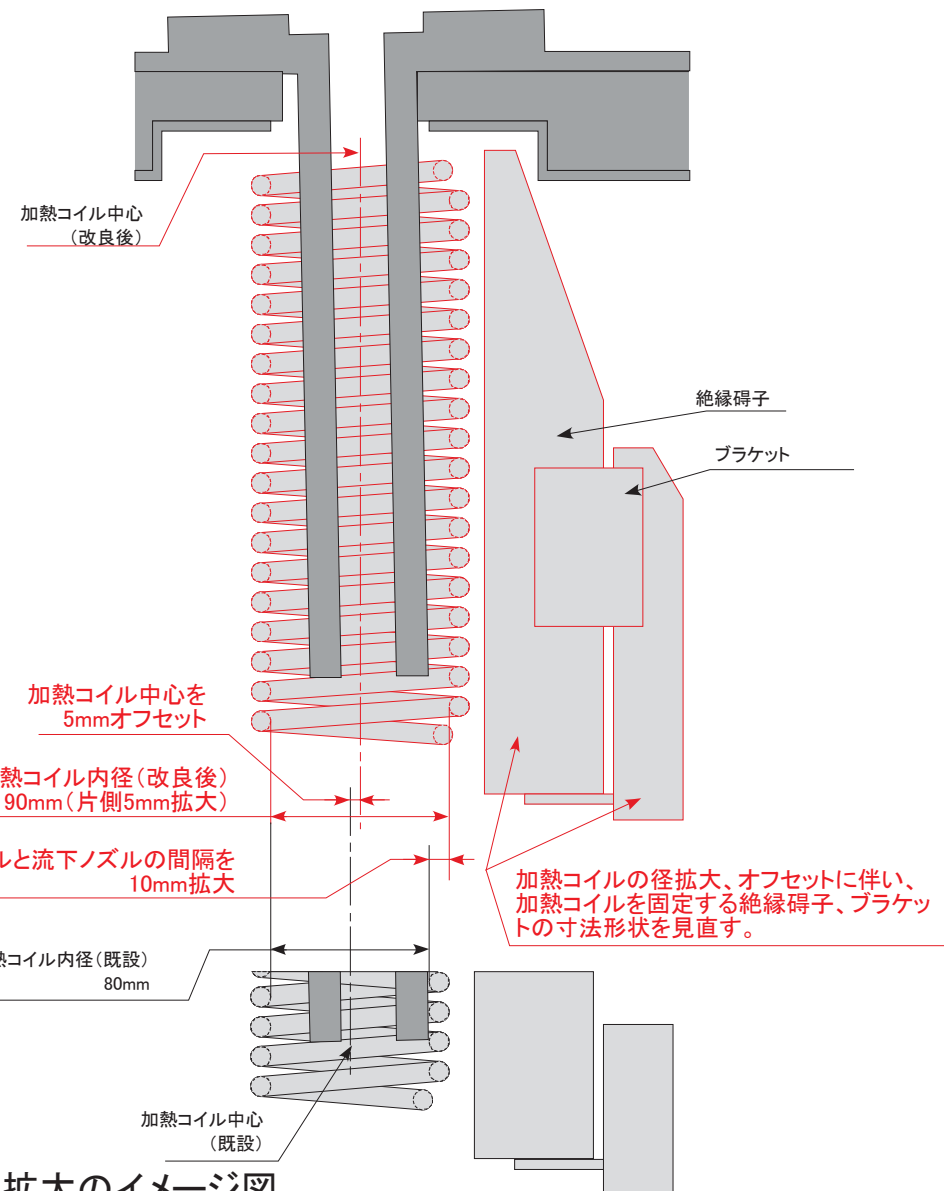 加熱コイル中心
(改良後)
絶縁碍子
ブラケット
加熱コイル中心を
5mmオフセット
熱コイル内径(改良後)
90mm(片側5mm拡大)
ルと流下ノズルの間隔を
10mm拡大
加熱コイルの径拡大、オフセットに伴い、
加熱コイルを固定する絶縁碍子、ブラケッ
トの寸法形状を見直す。
熱コイル内径(既設)
80mm
加熱コイル中心
(既設)
拡大のイメージ図